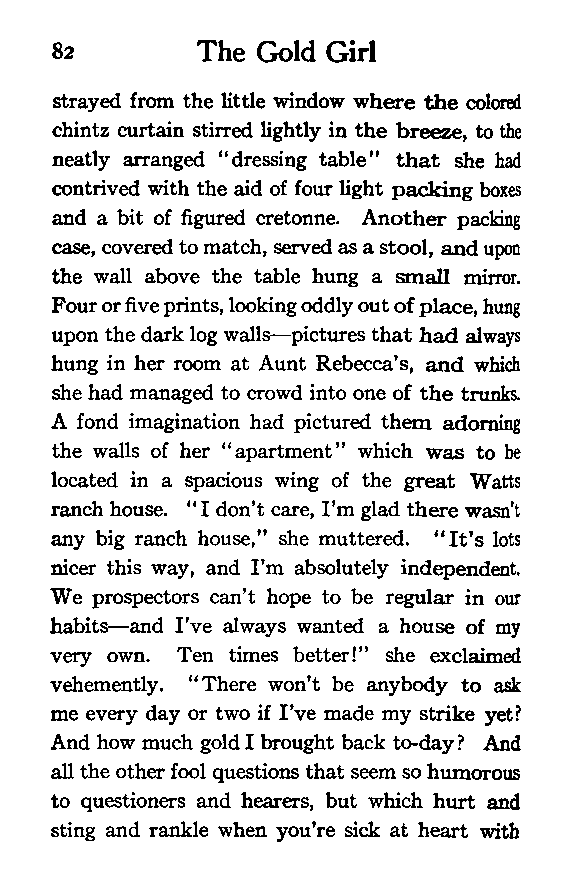 82 The Gold Girl
strayed from the little window where the colored
chintz curtain stirred lightly in the breeze, to the
neatly arranged "dressing table" that she had
contrived with the aid of four light packing boxes
and a bit of figured cretonne. Another packing
case, covered to match, served as a stool, and upon
the wall above the table hung a small mirror.
Four or five prints, looking oddly out of place, hung
upon the dark log walls—pictures that had always
hung in her room at Aunt Rebecca's, and which
she had managed to crowd into one of the trunks.
A fond imagination had pictured them adorning
the walls of her "apartment" which was to be
located in a spacious wing of the great Watts
ranch house. "I don't care, I'm glad there wasn't
any big ranch house," she muttered. "It's lots
nicer this way, and I'm absolutely independent.
We prospectors can't hope to be regular in our
habits—and I've always wanted a house of my
very own. Ten times better!" she exclaimed
vehemently. "There won't be anybody to ask
me every day or two if I've made my strike yet?
And how much gold I brought back to-day? And
all the other fool questions that seem so humorous
to questioners and hearers, but which hurt and
sting and rankle when you're sick at heart with